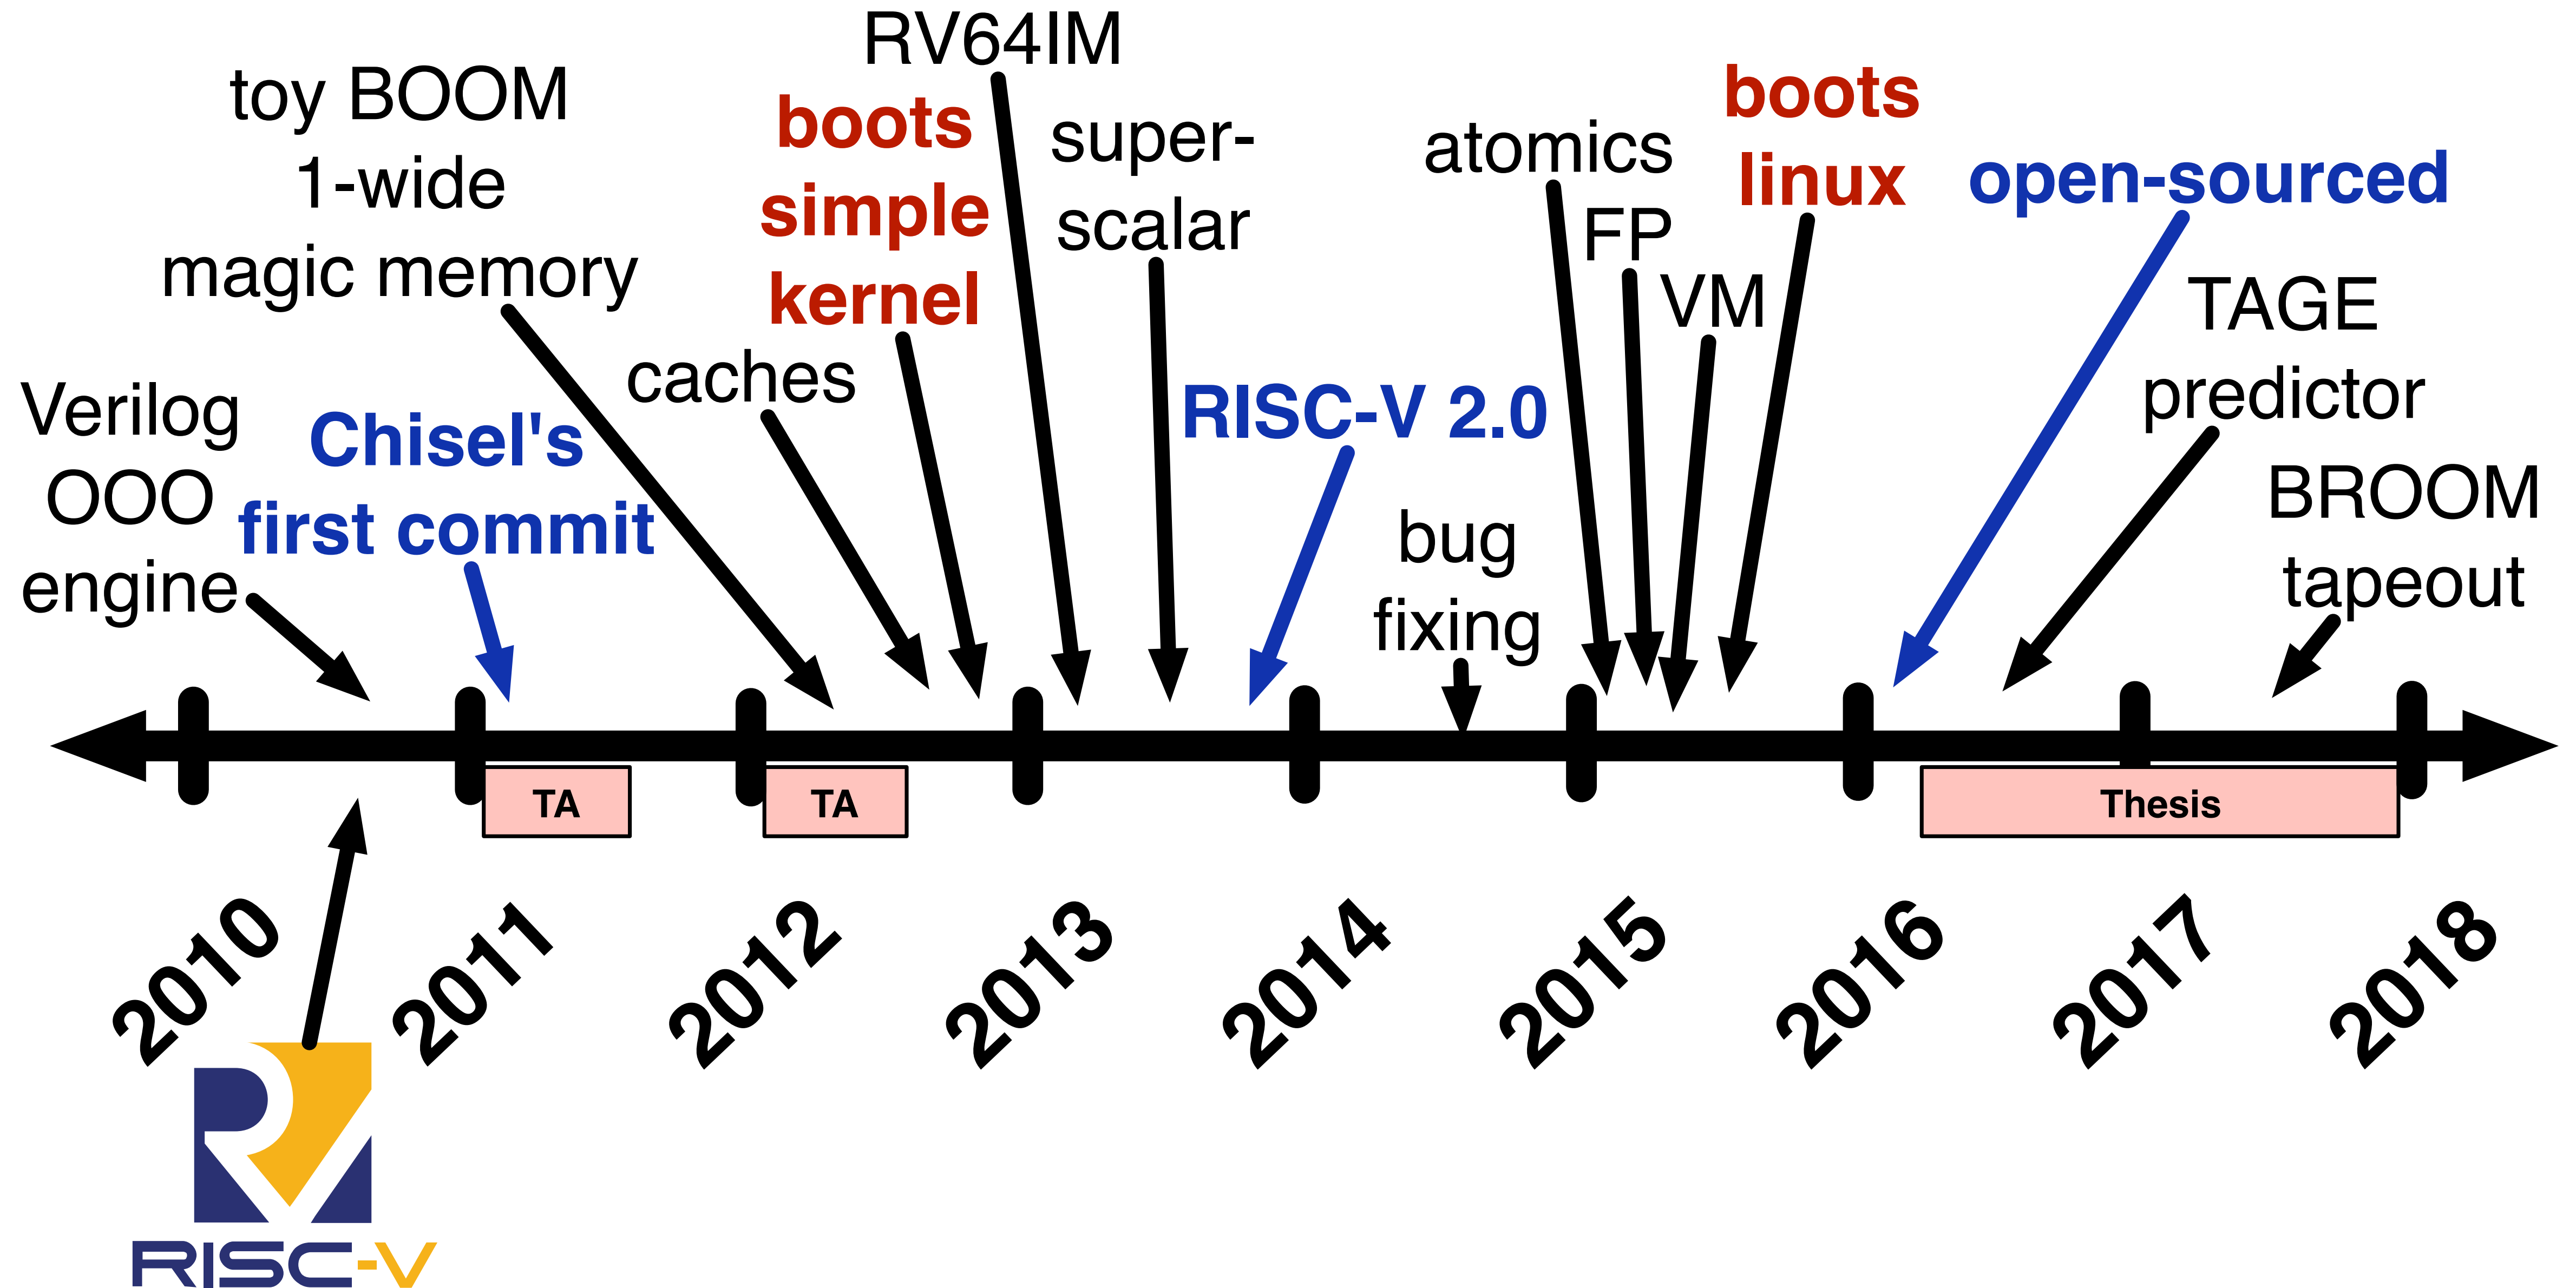 RV64IM
toy BOOM
1-wide
magic memory
boots
simple
kernel
super-
scalar
atomics
FP
VM
boots
linux
open-sourced
TAGE
predictor
Verilog
OOO
engine
Chisel's
first commit
caches
RISC-V 2.0
bug
fixing
BROOM
tapeout
TA
TA
Thesis
2010
2011
2012
2013
2014
2015
2016
2017
2018
RISC-V